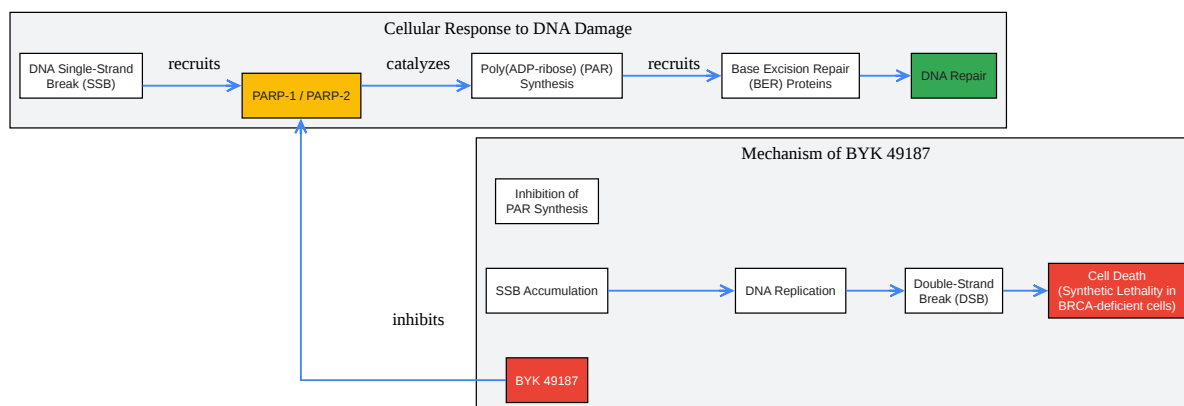 Cellular Response to DNA Damage
DNA Single-Strand
Break (SSB)
recruits
PARP-1 / PARP-2
catalyzes
Poly(ADP-ribose) (PAR)
Synthesis
recruits
Base Excision Repair
(BER) Proteins
DNA Repair
Mechanism of BYK 49187
Inhibition of
PAR Synthesis
SSB Accumulation
DNA Replication
Double-Strand
Break (DSB)
Cell Death
(Synthetic Lethality in
BRCA-deficient cells)
inhibits
BYK 49187